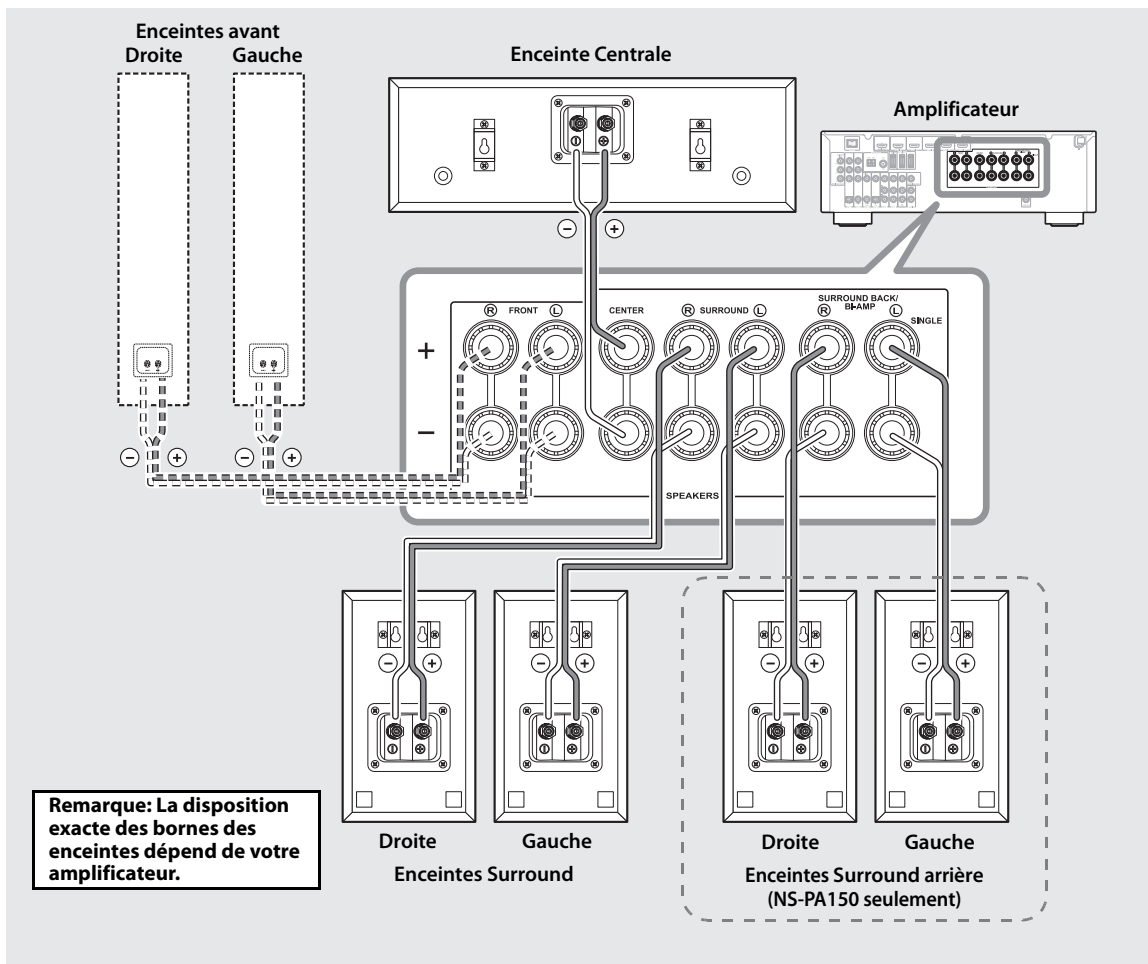 Enceintes avant
Droite Gauche
Enceinte Centrale
Amplificateur
− +
R FRONT L
CENTER
R SURROUND L
SURROUND BACK/
BI-AMP
R L
SINGLE
+
−
− + − +
SPEAKERS
− + − + − + − +
Remarque: La disposition
exacte des bornes des
enceintes dépend de votre
amplificateur.
Droite Gauche
Enceintes Surround
Droite Gauche
Enceintes Surround arrière
(NS-PA150 seulement)